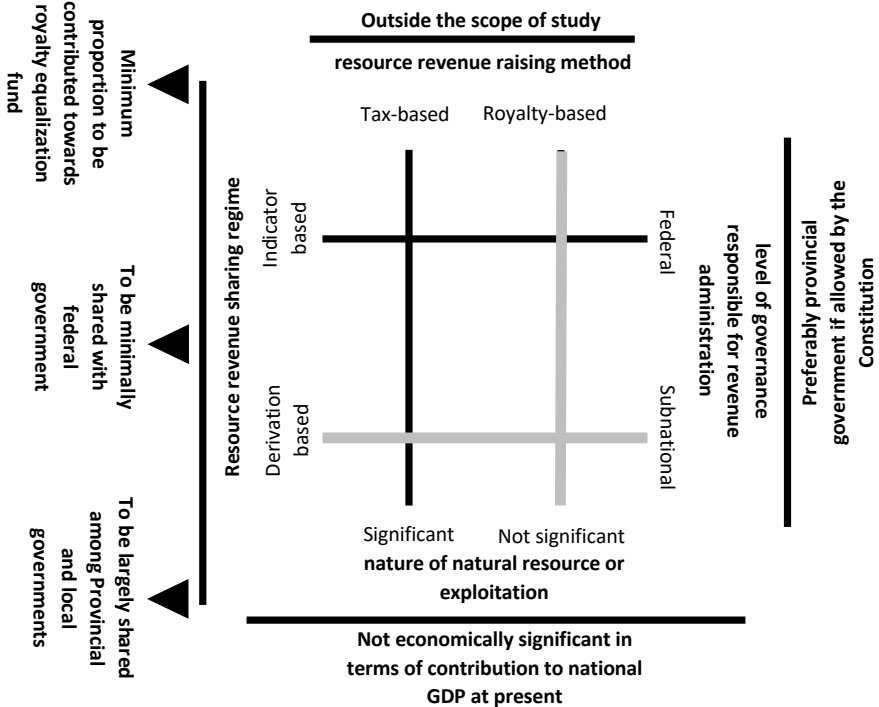 Outside the scope of study
resource revenue raising method
Tax-based
Royalty-based
Minimum
proportion to be
contributed towards
royalty equalization
fund
To be minimally
shared with
federal
government
To be largely shared
among Provincial
and local
governments
Resource revenue sharing regime
Indicator
based
Derivation
based
Federal
Subnational
level of governance
responsible for revenue
administration
Preferably provincial
government if allowed by the
Constitution
Significant
Not significant
nature of natural resource or
exploitation
Not economically significant in
terms of contribution to national
GDP at present